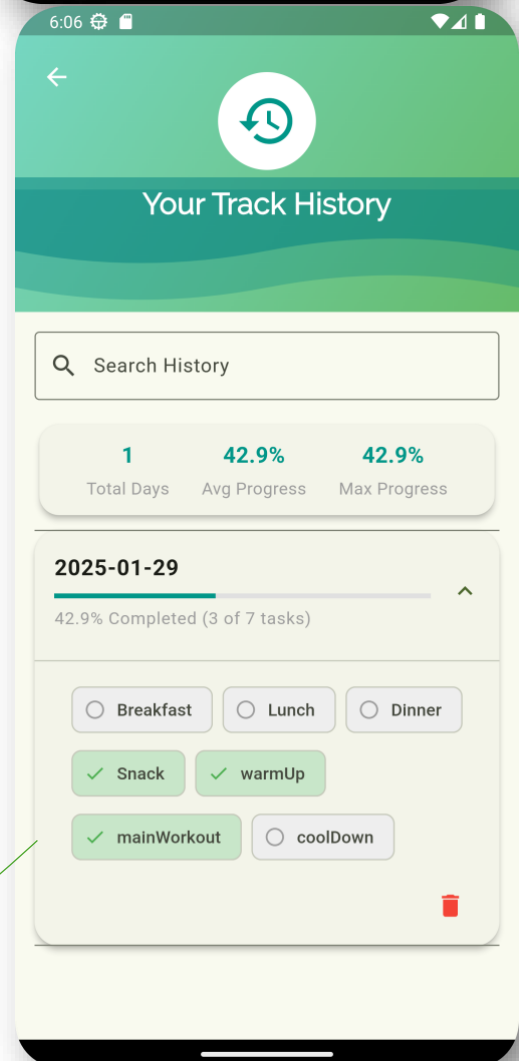 6:06
Your Track History
Search History
1 42.9% 42.9%
Total Days Avg Progress Max Progress
2025-01-29
42.9% Completed (3 of 7 tasks)
Breakfast Lunch Dinner
Snack warmUp
mainWorkout coolDown